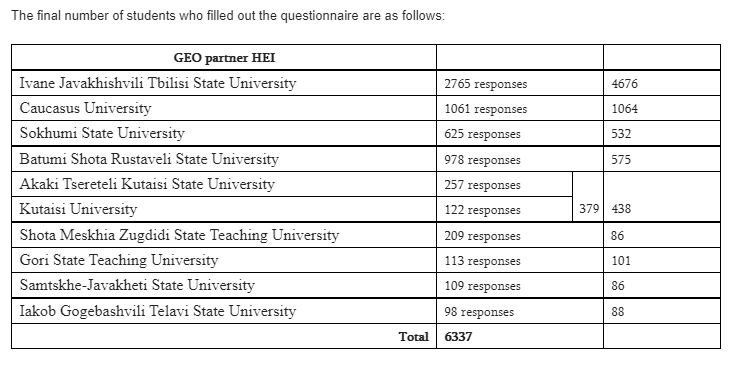 The final number of students who filled out the questionnaire are as follows:
GEO partner HEI
Ivane Javakhishvili Tbilisi State University 2765 responses 4676
Caucasus University 1061 responses 1064
Sokhumi State University 625 responses 532
Batumi Shota Rustaveli State University 978 responses 575
Akaki Tsereteli Kutaisi State University 257 responses
Kutaisi University 122 responses 379 438
Shota Meskhia Zugdidi State Teaching University 209 responses 86
Gori State Teaching University 113 responses 101
Samtskhe-Javakheti State University 109 responses 86
Iakob Gogebashvili Telavi State University 98 responses 88
Total 6337